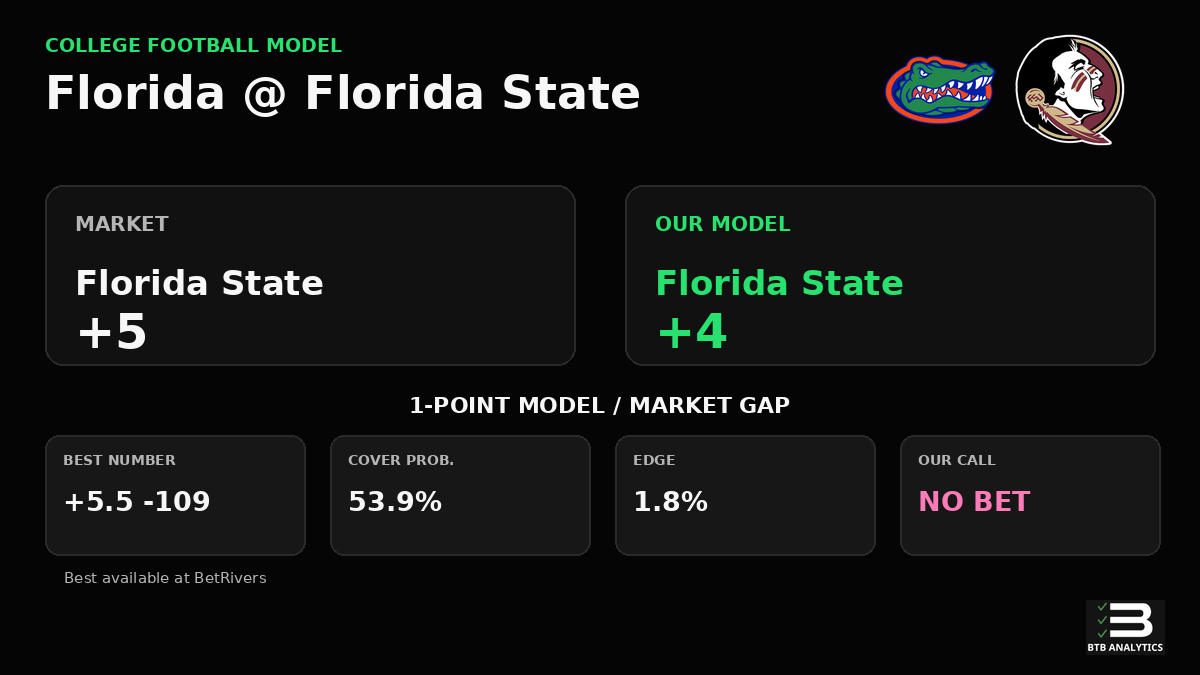 COLLEGE FOOTBALL MODEL
Florida @ Florida State
MARKET
Florida State
+5
OUR MODEL
Florida State
+4
1-POINT MODEL / MARKET GAP
BEST NUMBER
+5.5 -109
COVER PROB.
53.9%
EDGE
1.8%
OUR CALL
NO BET
Best available at BetRivers
BTB ANALYTICS